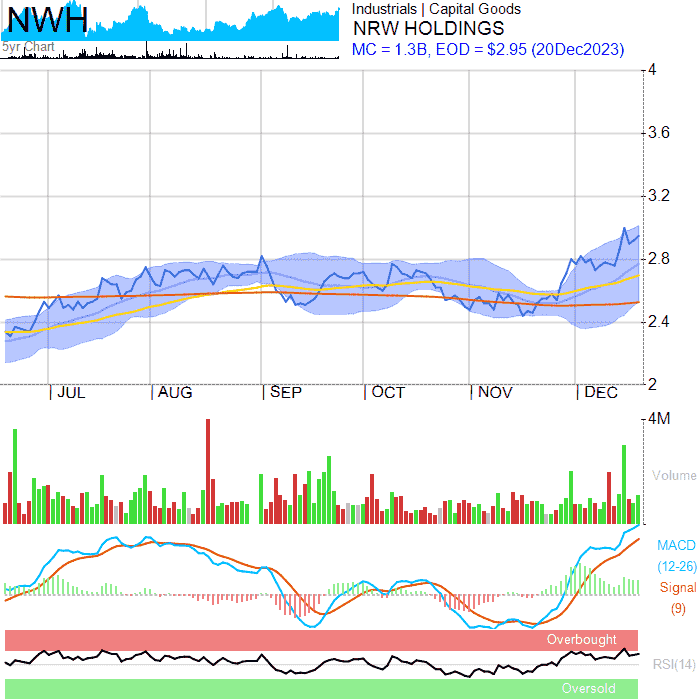 NWH
5yr Chart
Industrials | Capital Goods
NRW HOLDINGS
MC = 1.3B, EOD = $2.95 (20Dec2023)
4
3.6
3.2
2.8
2.4
2
JUL AUG SEP OCT NOV DEC
4M
Volume
MACD
(12-26)
Signal
(9)
Overbought
RSI(14)
Oversold